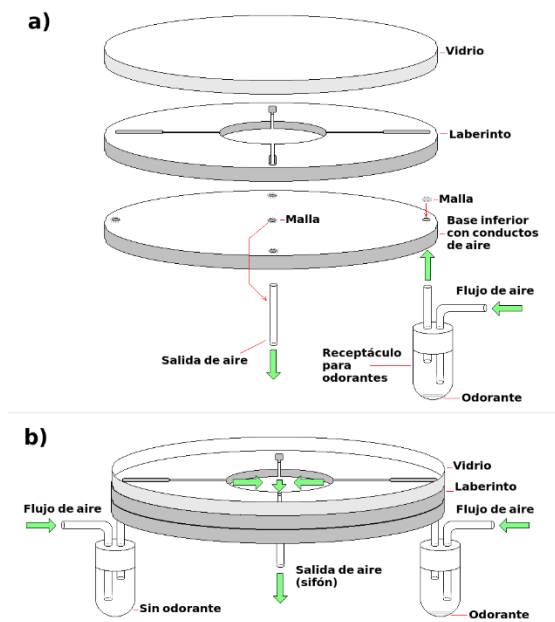 a)
Vidrio
Laberinto
Malla
Malla
Base inferior
con conductos
de aire
Flujo de aire
Salida de aire
Receptáculo
para
odorantes
Odorante
b)
Vidrio
Laberinto
Flujo de aire
Flujo de aire
Salida de aire
(sifón)
Sin odorante
Odorante